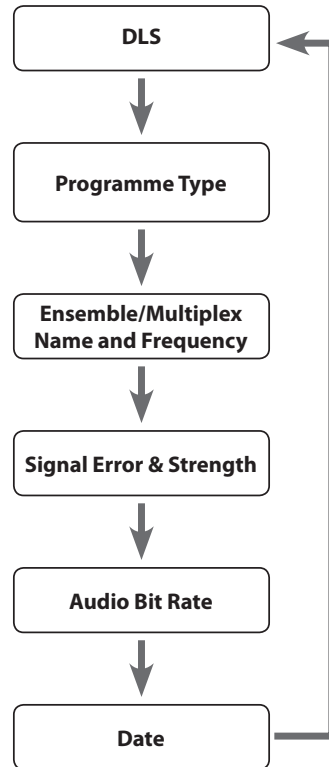 DLS
Programme Type
Ensemble/Multiplex
Name and Frequency
Signal Error & Strength
Audio Bit Rate
Date